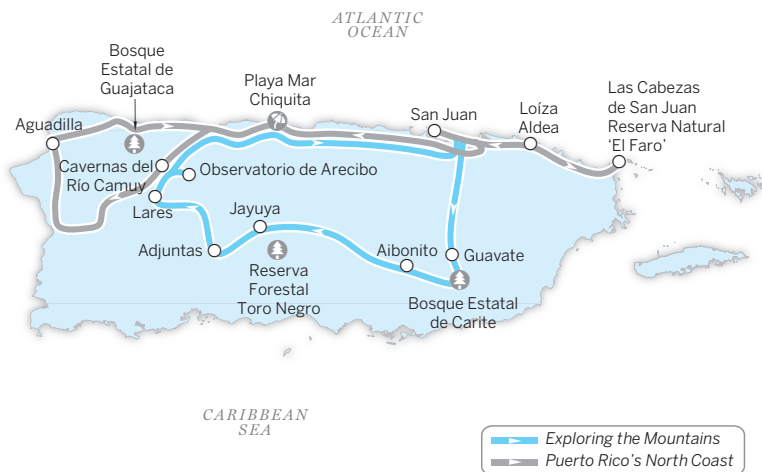 ATLANTIC
OCEAN
Bosque
Estatal de
Guajataca
Playa Mar
Chiquita
San Juan
Loíza
Aldea
Las Cabezas
de San Juan
Reserva Natural
'El Faro'
Aguadilla
Cavernas del
Río Camuy
Observatorio de Arecibo
Lares
Jayuya
Adjuntas
Reserva
Forestal
Toro Negro
Aibonito
Guavate
Bosque Estatal
de Carite
CARIBBEAN
SEA
Exploring the Mountains
Puerto Rico's North Coast